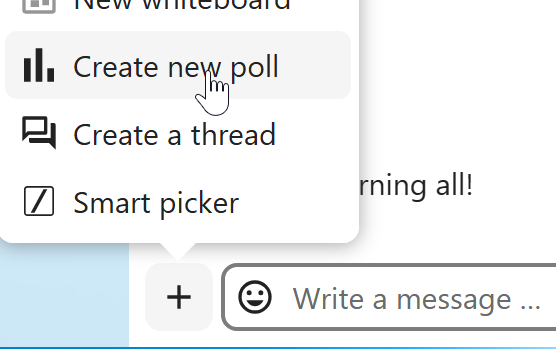 New whiteboard
Create new poll
Create a thread
Smart picker
rning all!
Write a message ...